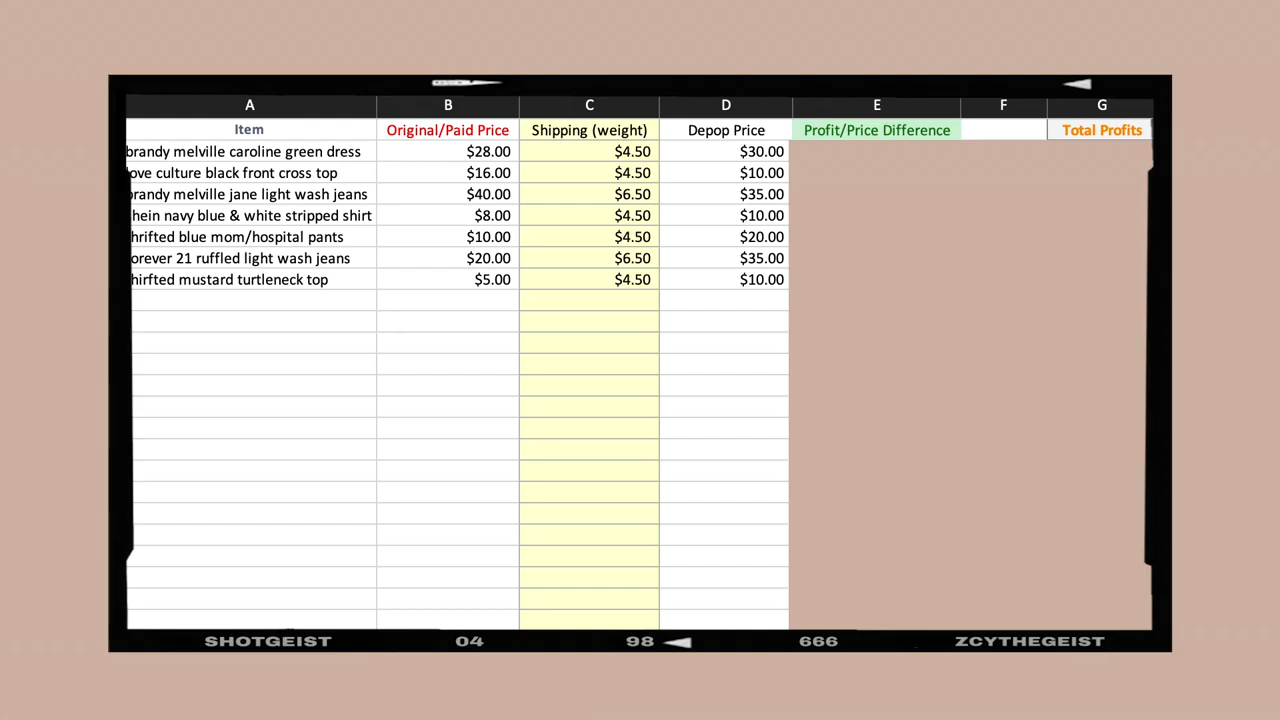 A B C D E F G
Item Original/Paid Price Shipping (weight) Depop Price Profit/Price Difference Total Profits
brandy melville caroline green dress $28.00 $4.50 $30.00
ove culture black front cross top $16.00 $4.50 $10.00
brandy melville jane light wash jeans $40.00 $6.50 $35.00
hein navy blue & white stripped shirt $8.00 $4.50 $10.00
hrifted blue mom/hospital pants $10.00 $4.50 $20.00
orever 21 ruffled light wash jeans $20.00 $6.50 $35.00
hirfted mustard turtleneck top $5.00 $4.50 $10.00
SHOTGEIST 04 98 666 ZCYTHEGEIST